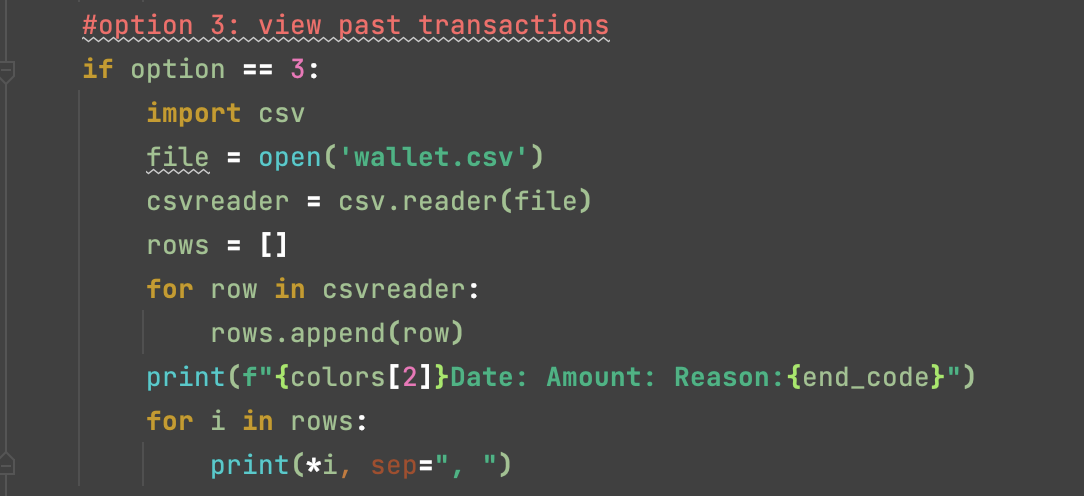 #option 3: view past transactions
if option == 3:
    import csv
    file = open('wallet.csv')
    csvreader = csv.reader(file)
    rows = []
    for row in csvreader:
        rows.append(row)
    print(f"{colors[2]}Date: Amount: Reason:{end_code}")
    for i in rows:
        print(*i, sep=", ")